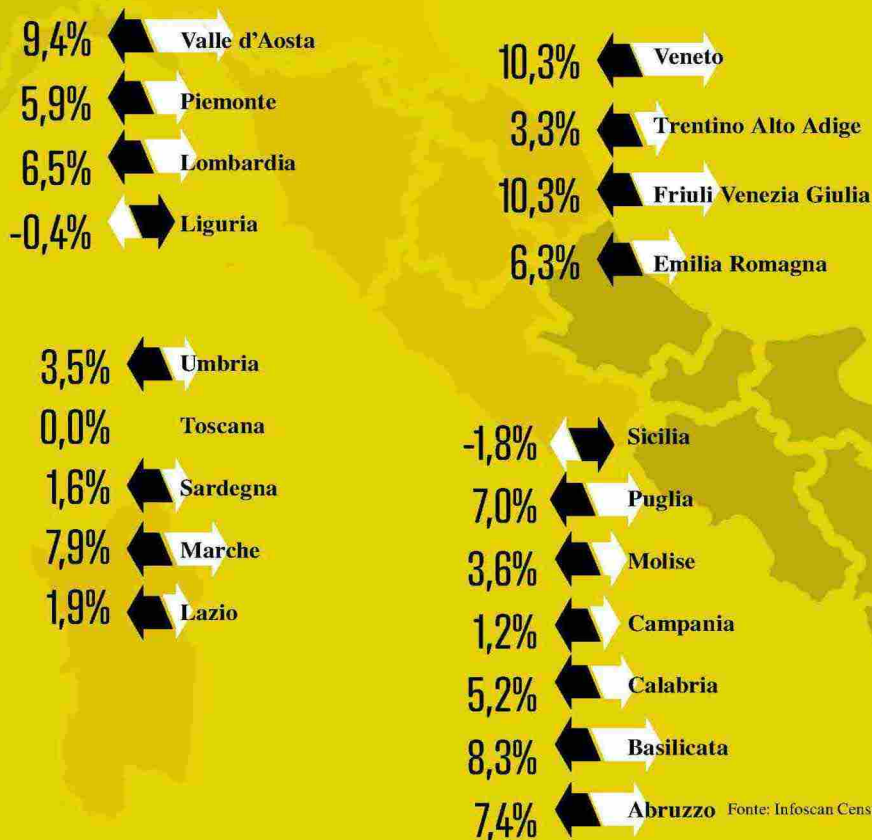 9,4% Valle d'Aosta
5,9% Piemonte
6,5% Lombardia
-0,4% Liguria
10,3% Veneto
3,3% Trentino Alto Adige
10,3% Friuli Venezia Giulia
6,3% Emilia Romagna
3,5% Umbria
0,0% Toscana
1,6% Sardegna
7,9% Marche
1,9% Lazio
-1,8% Sicilia
7,0% Puglia
3,6% Molise
1,2% Campania
5,2% Calabria
8,3% Basilicata
7,4% Abruzzo Fonte: Infoscan Cens